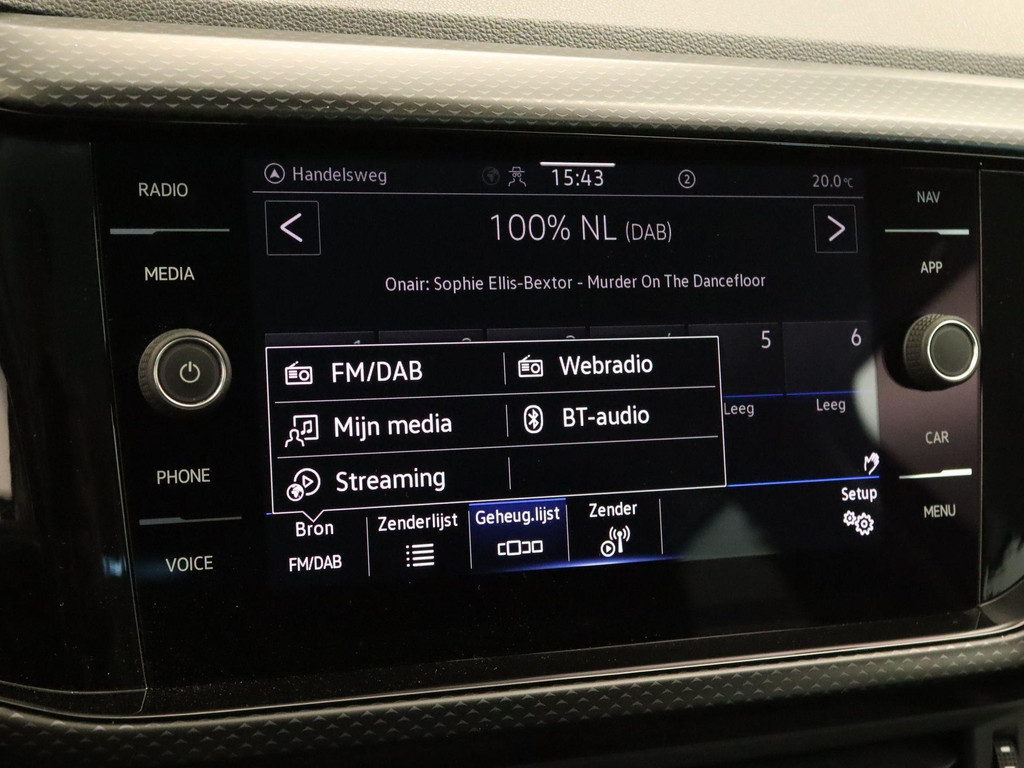 RADIO
MEDIA
PHONE
VOICE
Handelsweg
15:43
2
20.0°C
100% NL (DAB)
Onair: Sophie Ellis-Bextor - Murder On The Dancefloor
5
6
Leeg
Leeg
FM/DAB
Webradio
Mijn media
BT-audio
Streaming
Bron
FM/DAB
Zenderlijst
Geheug.lijst
Zender
Setup
NAV
APP
CAR
MENU